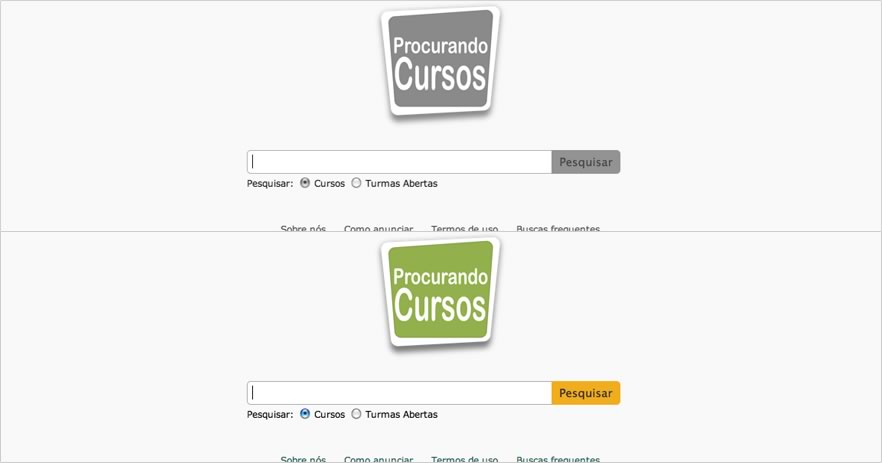 Procurando
Cursos
Pesquisar
Pesquisar: Cursos Turmas Abertas
Sobre nós Como anunciar Termos de uso Buscas frequentes
Procurando
Cursos
Pesquisar
Pesquisar: Cursos Turmas Abertas
Sobre nós Como anunciar Termos de uso Buscas frequentes